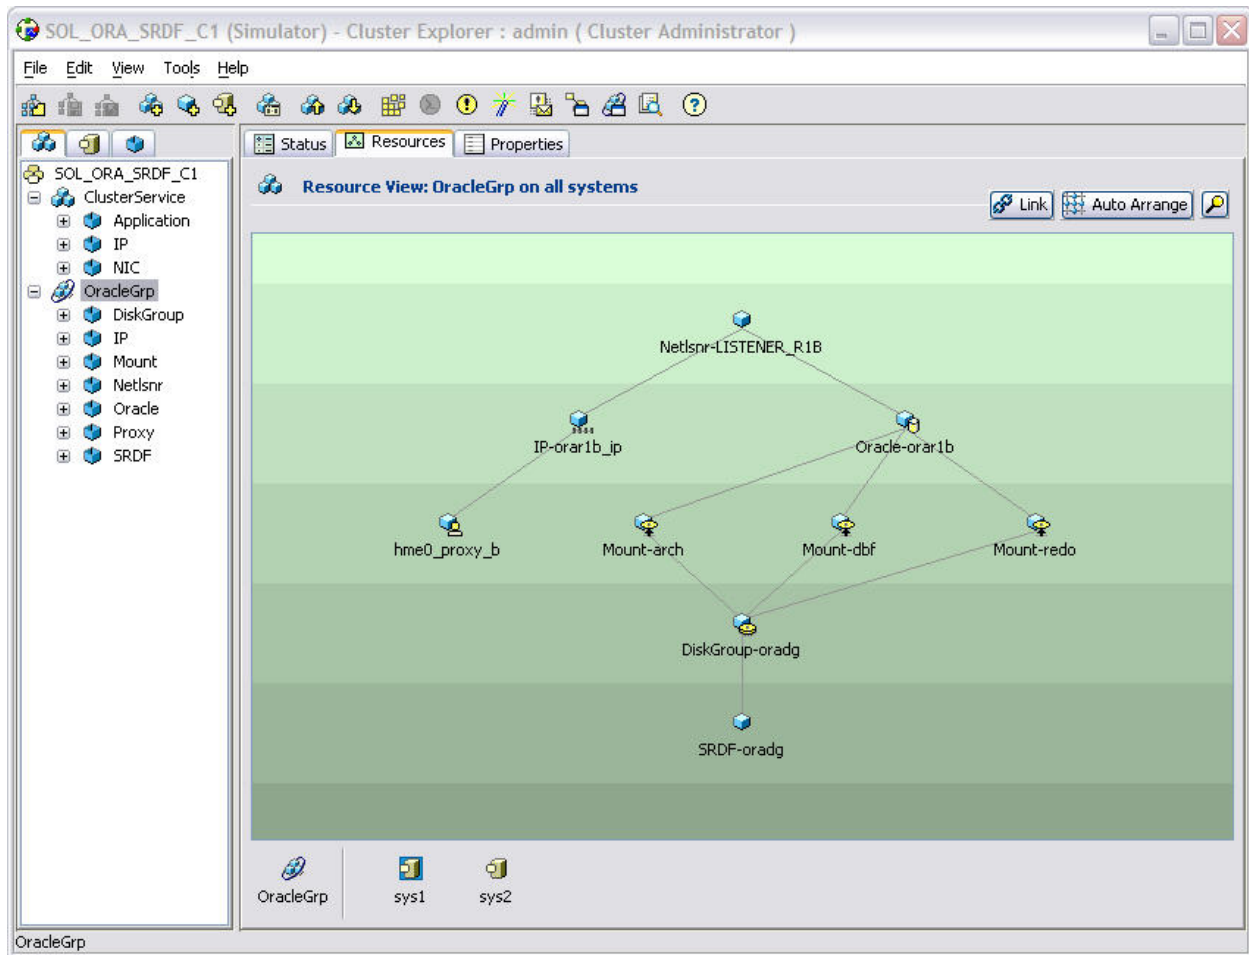 SOL_ORA_SRDF_C1 (Simulator) - Cluster Explorer : admin ( Cluster Administrator )
File Edit View Tools Help
SOL_ORA_SRDF_C1
ClusterService
Application
IP
NIC
OracleGrp
DiskGroup
IP
Mount
Netlsnr
Oracle
Proxy
SRDF
Status Resources Properties
Resource View: OracleGrp on all systems
Link Auto Arrange
Netlsnr-LISTENER_R1B
IP-orar1b_ip Oracle-orar1b
hme0_proxy_b Mount-arch Mount-dbf Mount-redo
DiskGroup-oradg
SRDF-oradg
OracleGrp sys1 sys2
OracleGrp